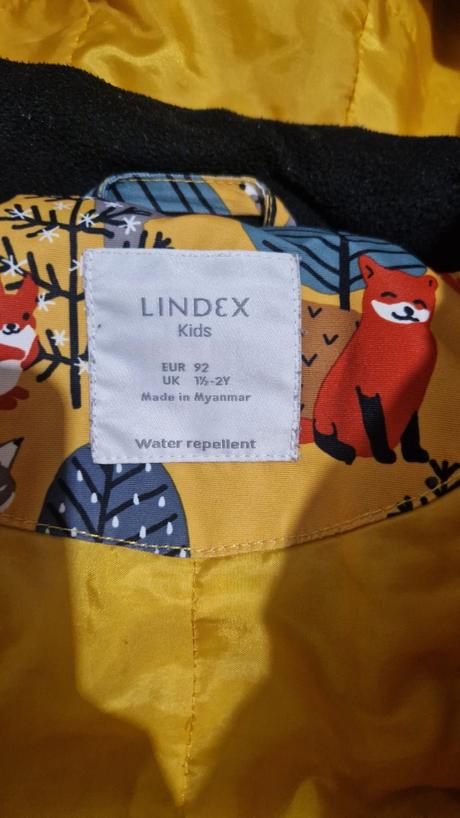 LINDEX
Kids
EUR 92
UK 1½-2Y
Made in Myanmar
Water repellent